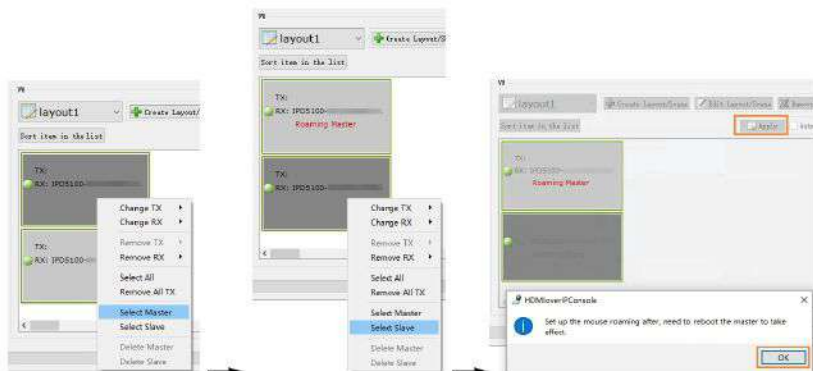 layout1
Create Layout/
Sort item in the list
TX:
RX: IPD5100-
TX:
RX: IPD5100-
Change TX
Change RX
Remove TX
Remove RX
Select All
Remove All TX
Select Master
Select Slave
Delete Master
Delete Slave
layout1
Create Layout/S
Sort item in the list
TX:
RX: IPD5100-
Roaming Master
TX:
RX: IPD5100-
Change TX
Change RX
Remove TX
Remove RX
Select All
Remove All TX
Select Master
Select Slave
Delete Master
Delete Slave
layout1
Create Layout/Scene
Edit Layout/Scene
Sort item in the list
Apply
TX:
RX: IPD5100-
Roaming Master
HDMIoverIPConsole
Set up the mouse roaming after, need to reboot the master to take
effect.
OK